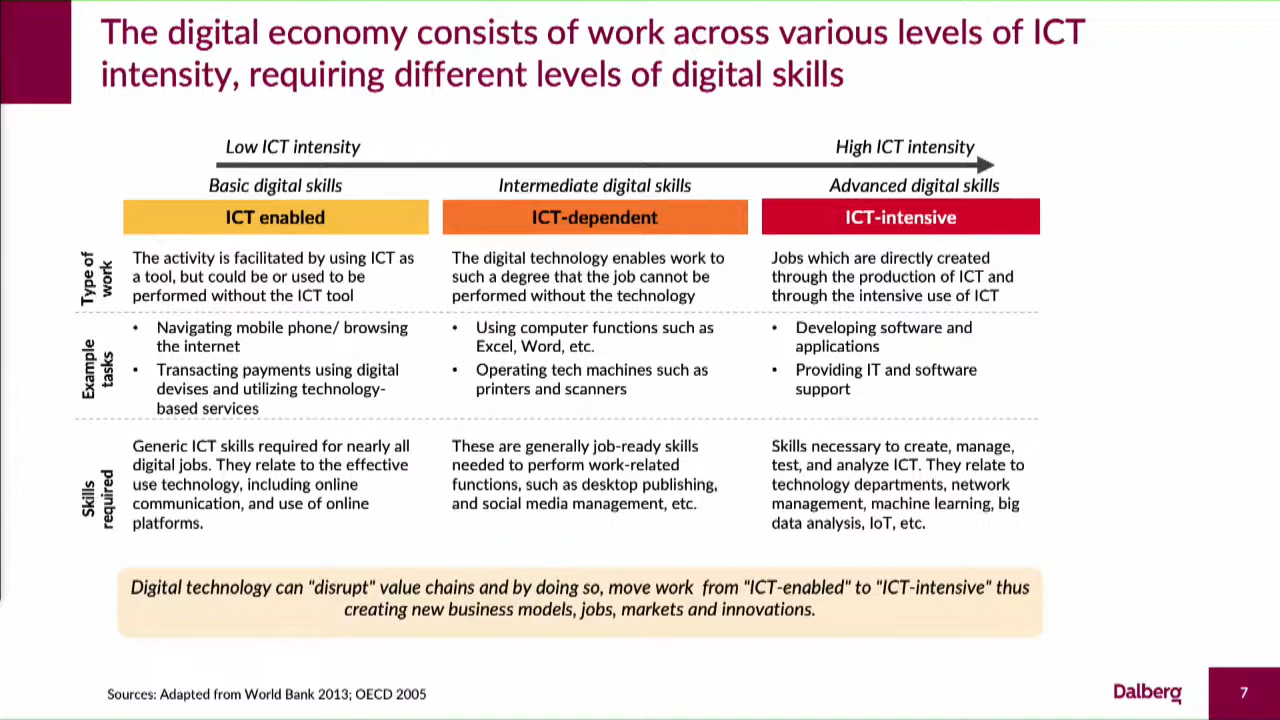 The digital economy consists of work across various levels of ICT
intensity, requiring different levels of digital skills
Low ICT intensity
High ICT intensity
Basic digital skills
Intermediate digital skills
Advanced digital skills
ICT enabled
ICT-dependent
ICT-intensive
Type of
work
The activity is facilitated by using ICT as
a tool, but could be or used to be
performed without the ICT tool
The digital technology enables work to
such a degree that the job cannot be
performed without the technology
Jobs which are directly created
through the production of ICT and
through the intensive use of ICT
Example
tasks
• Navigating mobile phone/ browsing
the internet
• Transacting payments using digital
devises and utilizing technology-
based services
• Using computer functions such as
Excel, Word, etc.
• Operating tech machines such as
printers and scanners
• Developing software and
applications
• Providing IT and software
support
Skills
required
Generic ICT skills required for nearly all
digital jobs. They relate to the effective
use technology, including online
communication, and use of online
platforms.
These are generally job-ready skills
needed to perform work-related
functions, such as desktop publishing,
and social media management, etc.
Skills necessary to create, manage,
test, and analyze ICT. They relate to
technology departments, network
management, machine learning, big
data analysis, IoT, etc.
Digital technology can "disrupt" value chains and by doing so, move work from "ICT-enabled" to "ICT-intensive" thus
creating new business models, jobs, markets and innovations.
Sources: Adapted from World Bank 2013; OECD 2005
Dalberg
7